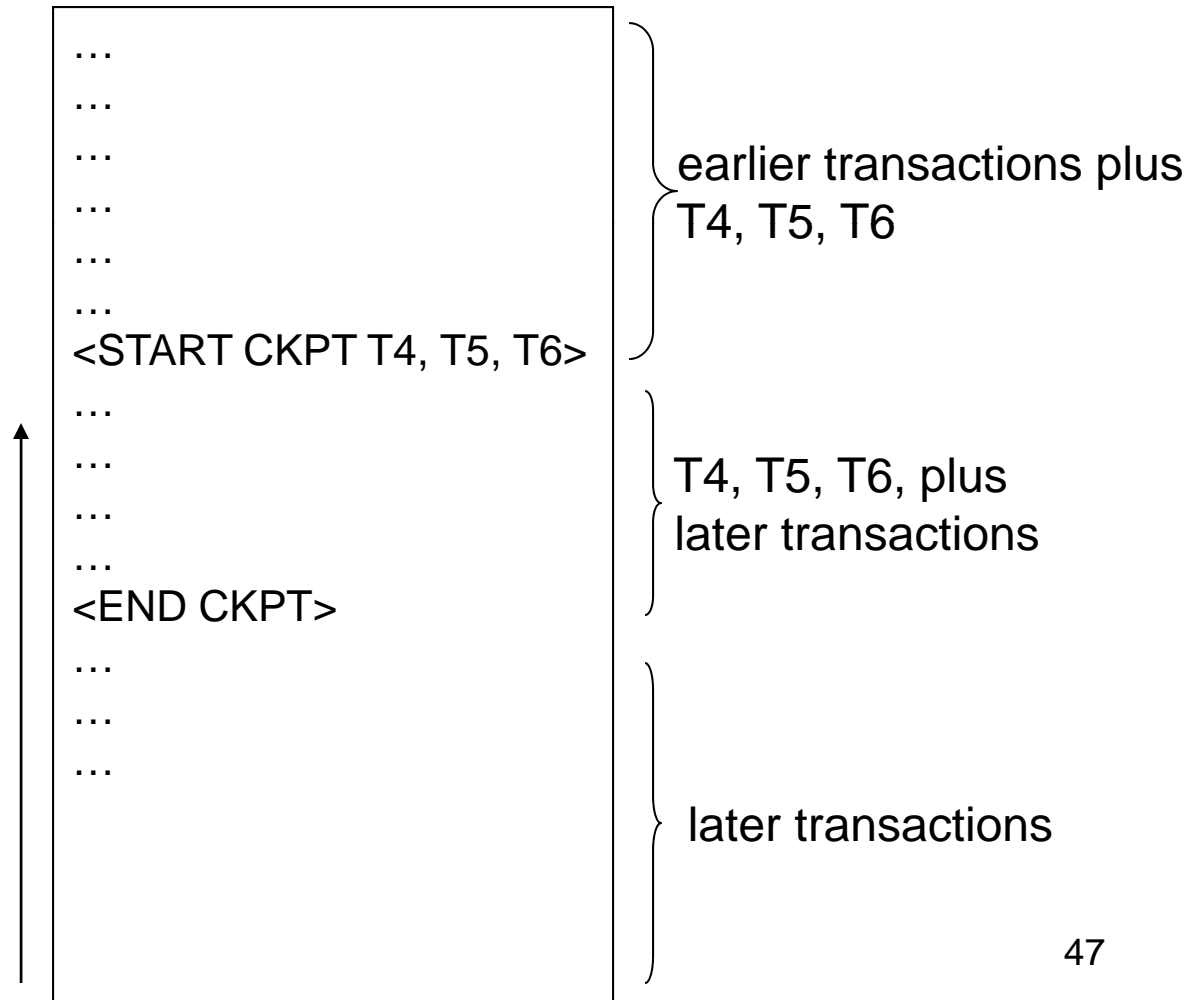 …
…
…
…
…
…
<START CKPT T4, T5, T6>
…
…
…
…
<END CKPT>
…
…
…
earlier transactions plus
T4, T5, T6
T4, T5, T6, plus
later transactions
later transactions
47